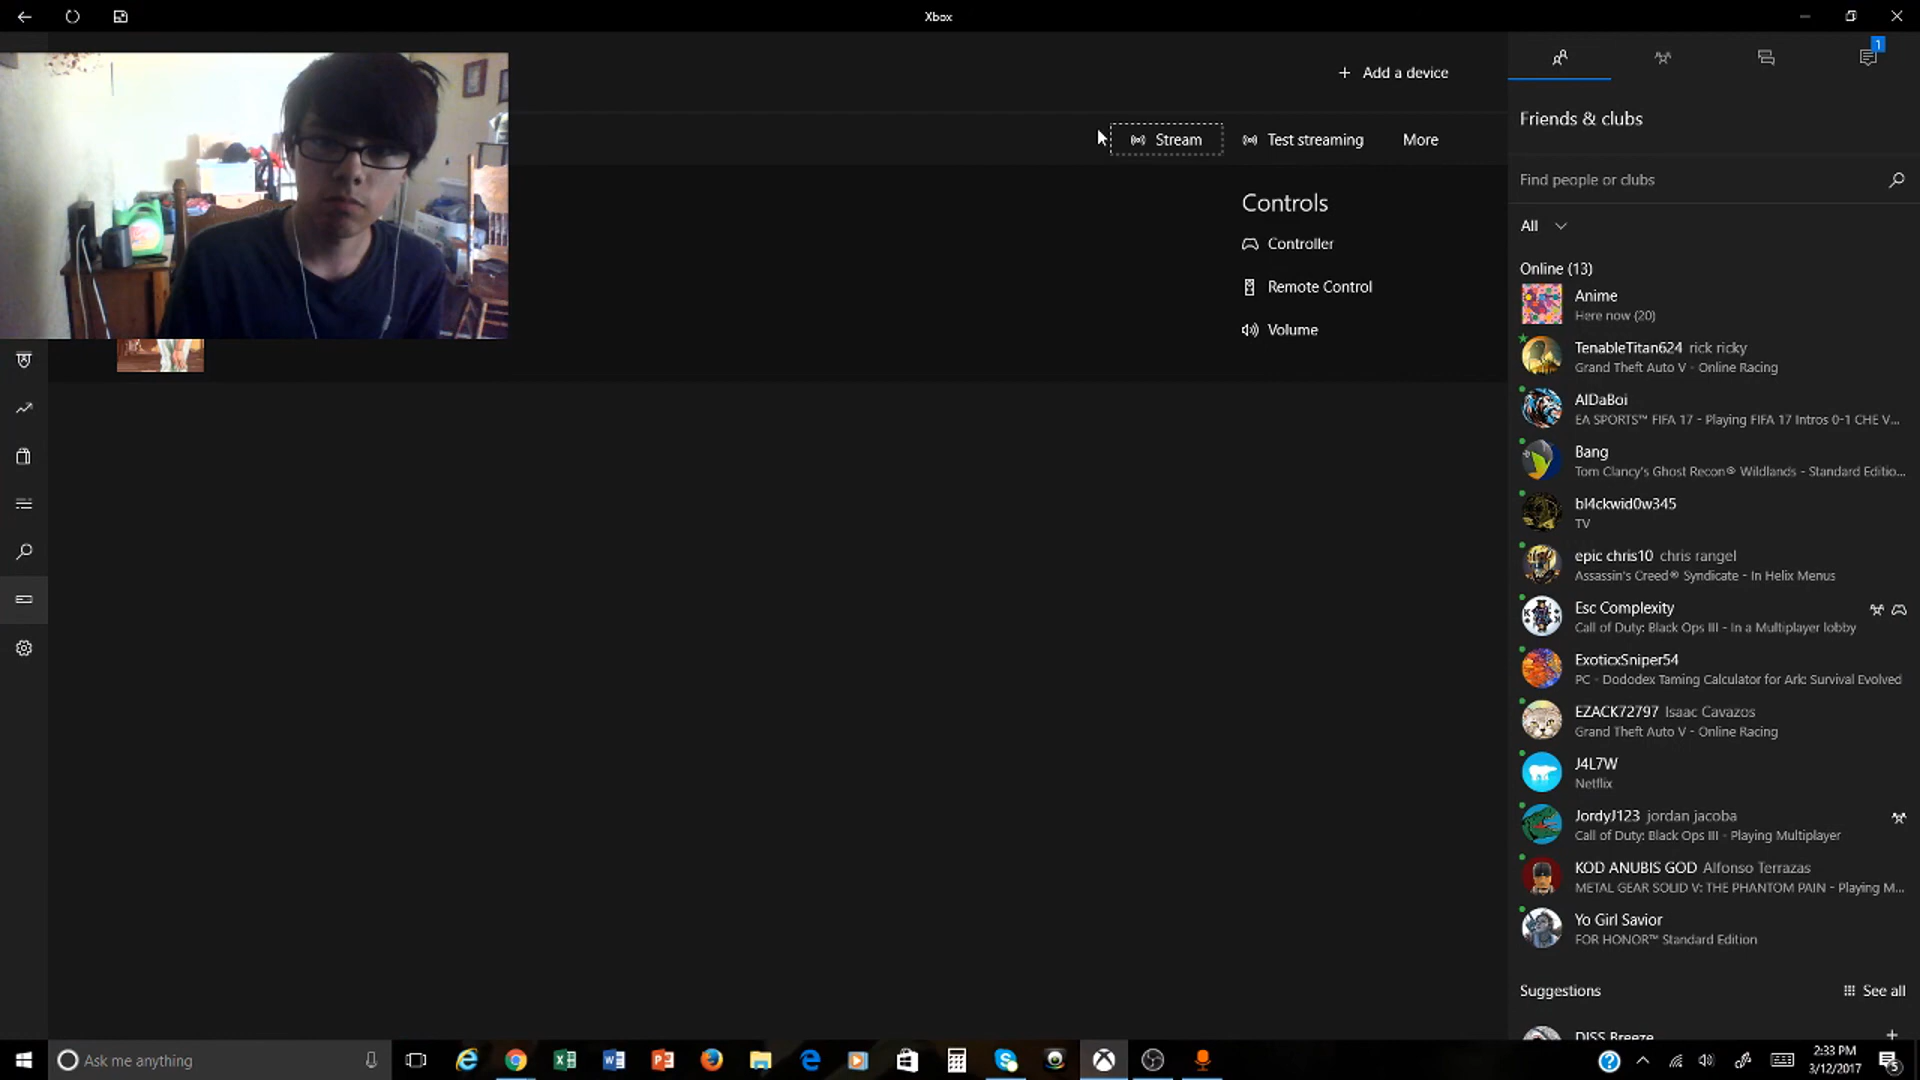 Xbox
Add a device
Stream
Test streaming
More
Controls
Controller
Remote Control
Volume
1
Friends & clubs
Find people or clubs
All
Online (13)
Anime
Here now (20)
TenableTitan624 rick ricky
Grand Theft Auto V - Online Racing
AlDaBoi
EA SPORTS™ FIFA 17 - Playing FIFA 17 Intros 0-1 CHE V...
Bang
Tom Clancy's Ghost Recon® Wildlands - Standard Editio...
bl4ckwid0w345
TV
epic chris10 chris rangel
Assassin's Creed® Syndicate - In Helix Menus
Esc Complexity
Call of Duty: Black Ops III - In a Multiplayer lobby
ExoticxSniper54
PC - Dododex Taming Calculator for Ark: Survival Evolved
EZACK72797 Isaac Cavazos
Grand Theft Auto V - Online Racing
J4L7W
Netflix
JordyJ123 jordan jacoba
Call of Duty: Black Ops III - Playing Multiplayer
KOD ANUBIS GOD Alfonso Terrazas
METAL GEAR SOLID V: THE PHANTOM PAIN - Playing M...
Yo Girl Savior
FOR HONOR™ Standard Edition
Suggestions
See all
DISS Breeze
Ask me anything
2:33 PM
3/12/2017
5